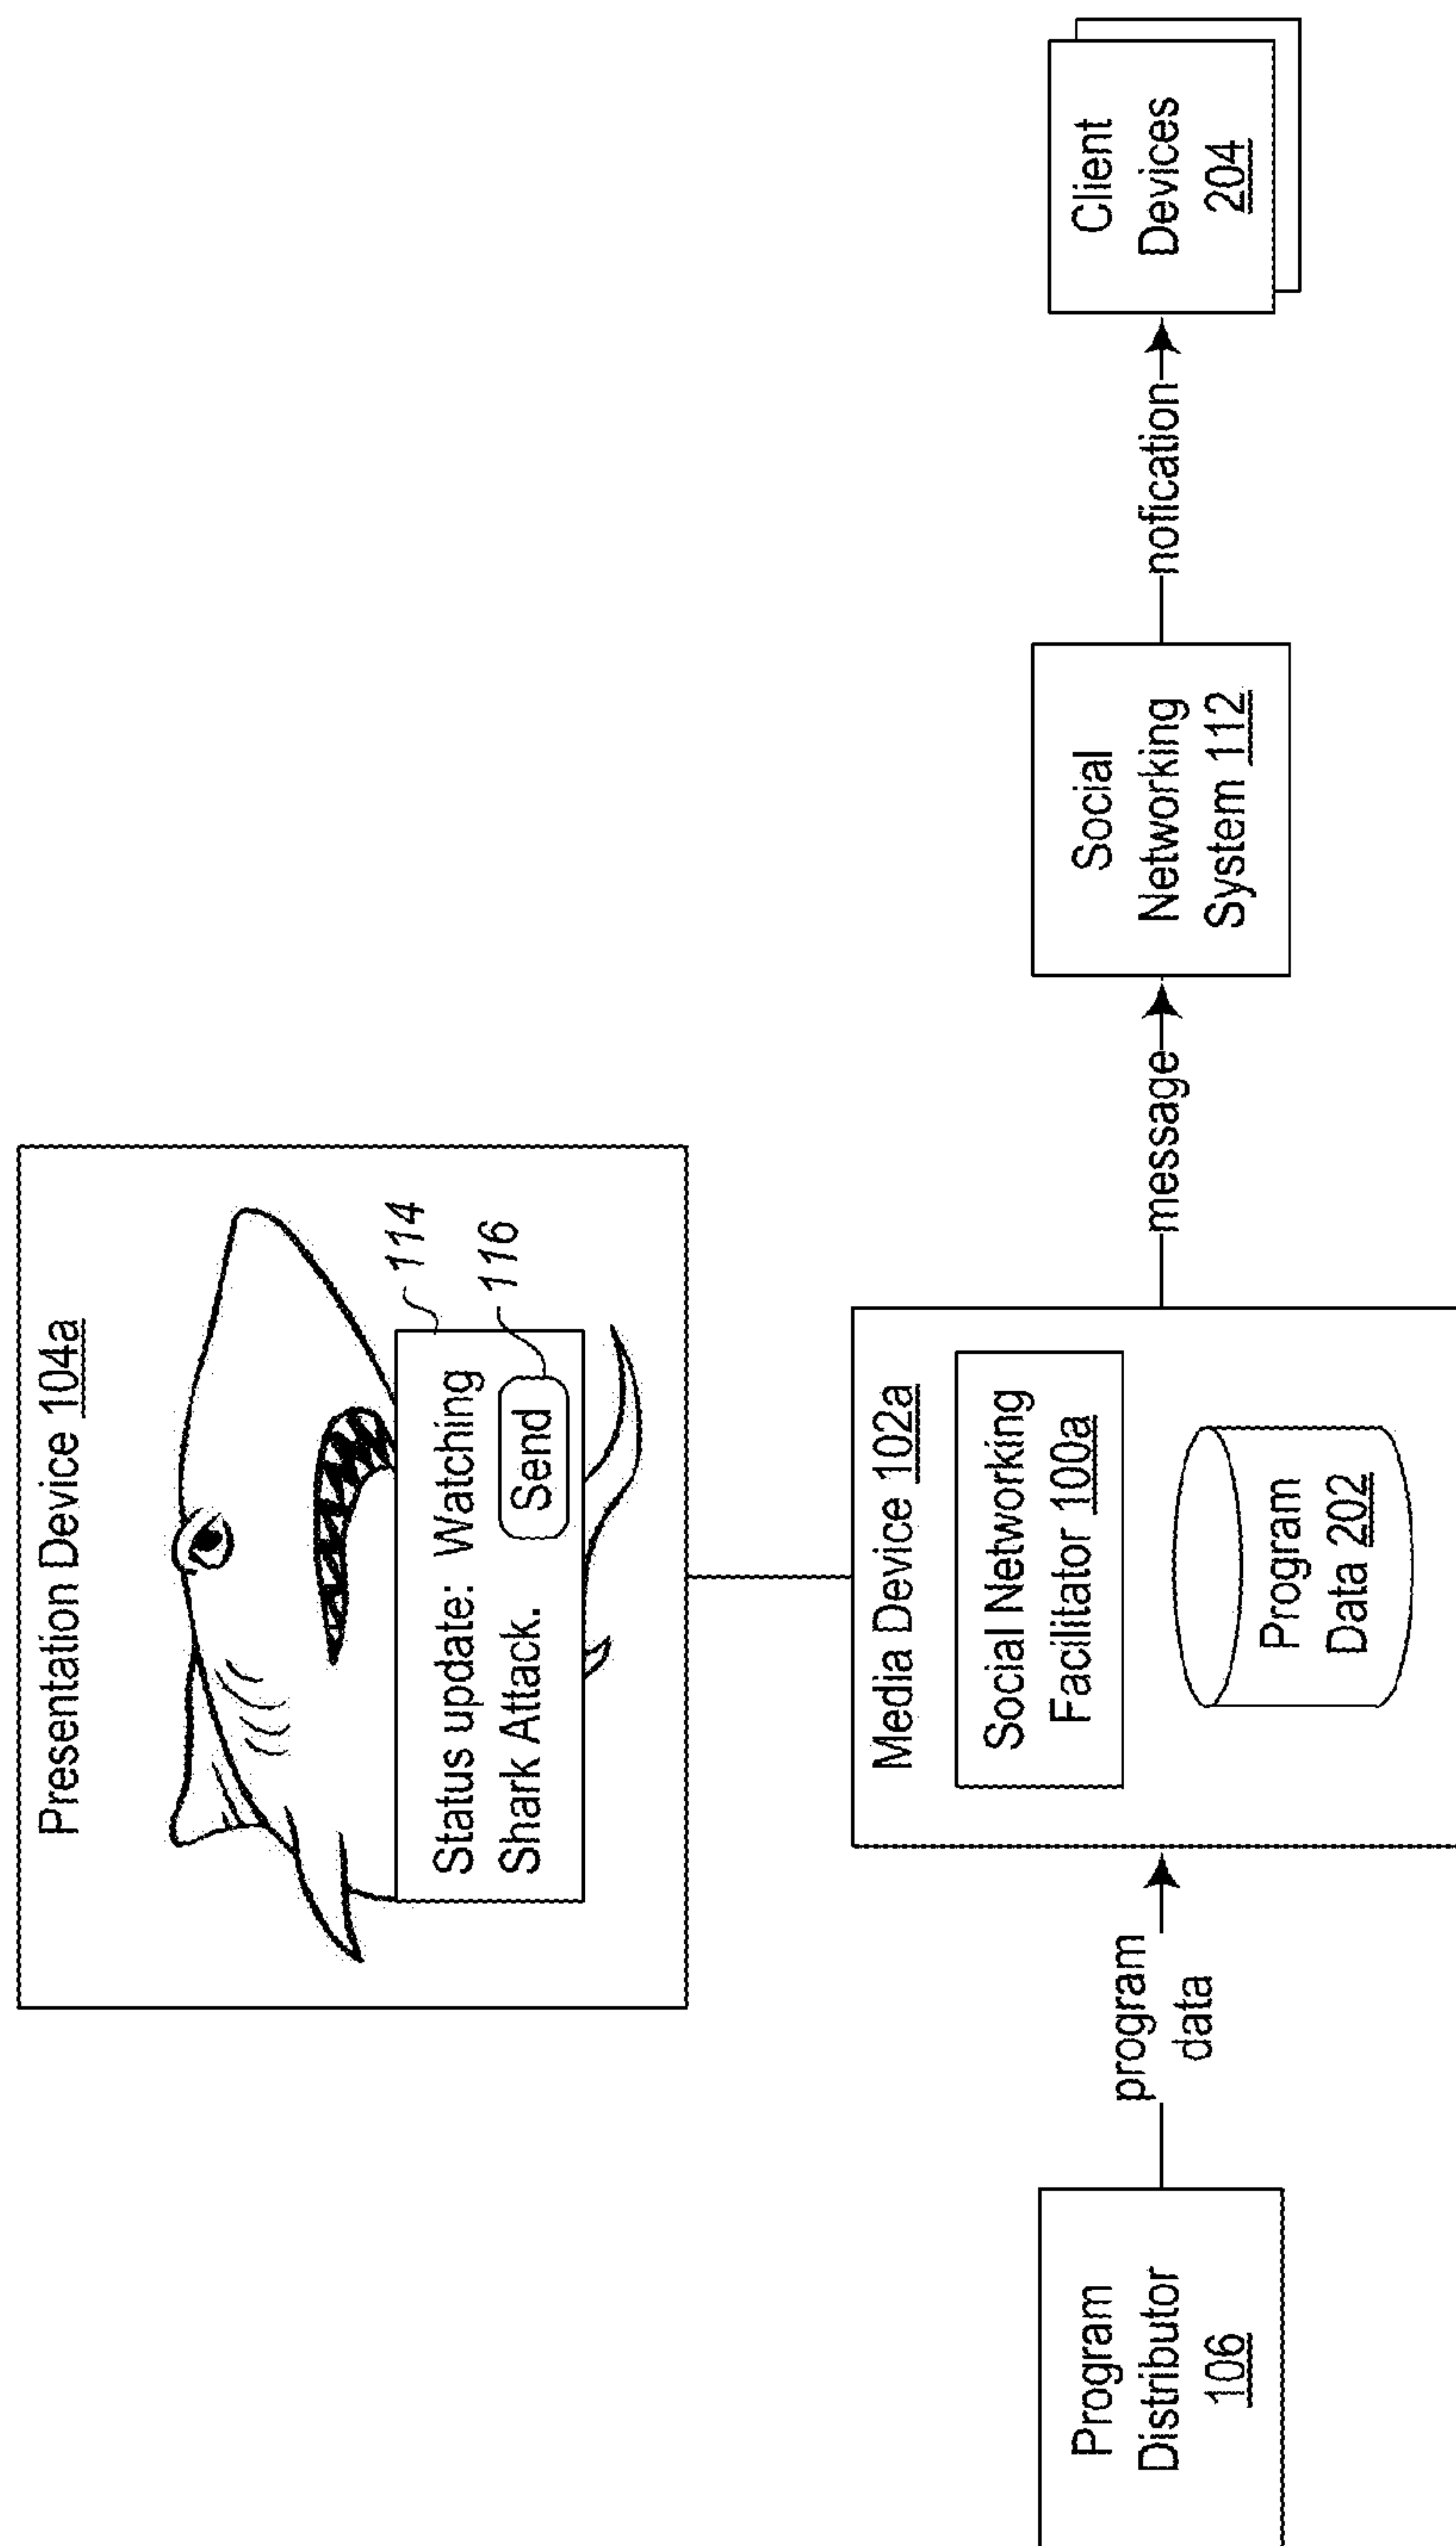 Presentation Device 104a
114
Status update: Watching
Shark Attack.
Send
116
Media Device 102a
Social Networking
Facilitator 100a
Program
Data 202
Program
Distributor
106
program
data
message
Social
Networking
System 112
nofication
Client
Devices
204